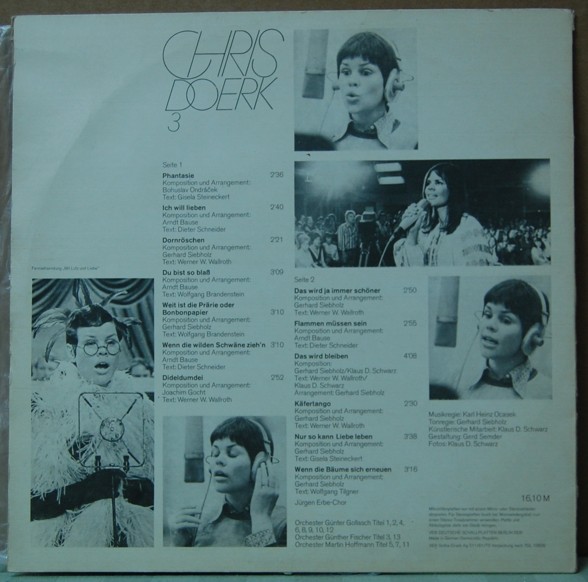 CHRIS
DOERK
3
Seite 1
Phantasie 2'36
Komposition und Arrangement:
Bohuslav Ondráček
Text: Gisela Steineckert
Ich will lieben 2'40
Komposition und Arrangement:
Arndt Bause
Text: Dieter Schneider
Dornröschen 2'21
Komposition und Arrangement:
Gerhard Siebholz
Text: Werner W. Wallroth
Du bist so blaß 3'09
Komposition und Arrangement:
Arndt Bause
Text: Wolfgang Brandenstein
Weit ist die Prärie oder
Bonbonpapier 3'10
Komposition und Arrangement:
Gerhard Siebholz
Text: Wolfgang Brandenstein
Wenn die wilden Schwäne zieh'n 3'10
Komposition und Arrangement:
Arndt Bause
Text: Dieter Schneider
Dideldumdei 2'52
Komposition und Arrangement:
Joachim Gocht
Text: Werner W. Wallroth
Seite 2
Das wird ja immer schöner 2'50
Komposition und Arrangement:
Gerhard Siebholz
Text: Werner W. Wallroth
Flammen müssen sein 2'55
Komposition und Arrangement:
Arndt Bause
Text: Dieter Schneider
Das wird bleiben 4'08
Komposition:
Gerhard Siebholz/Klaus D. Schwarz
Text: Werner W. Wallroth/
Klaus D. Schwarz
Arrangement: Gerhard Siebholz
Käfertango 2'30
Komposition und Arrangement:
Gerhard Siebholz
Text: Werner W. Wallroth
Nur so kann Liebe leben 3'38
Komposition und Arrangement:
Gerhard Siebholz
Text: Gisela Steineckert
Wenn die Bäume sich erneuen 3'16
Komposition und Arrangement:
Gerhard Siebholz
Text: Wolfgang Tilgner
Jürgen-Erbe-Chor
Orchester Günter Gollasch Titel 1, 2, 4,
6, 8, 9, 10, 12
Orchester Günther Fischer Titel 3, 13
Orchester Martin Hoffmann Titel 5, 7, 11
Musikregie: Karl Heinz Ocasek
Tonregie: Gerhard Siebholz
Künstlerische Mitarbeit: Klaus D. Schwarz
Gestaltung: Gerd Semder
Fotos: Klaus D. Schwarz
16,10 M